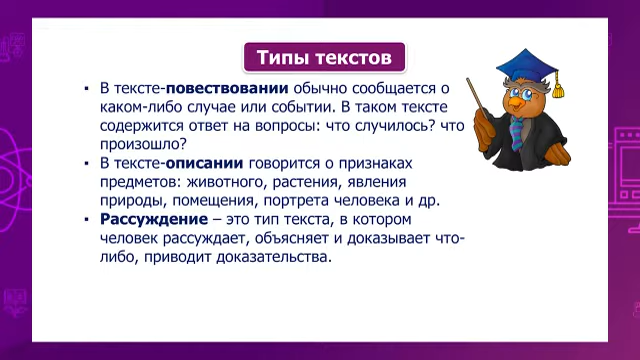 Типы текстов
▪ В тексте-повествовании обычно сообщается о
каком-либо случае или событии. В таком тексте
содержится ответ на вопросы: что случилось? что
произошло?
▪ В тексте-описании говорится о признаках
предметов: животного, растения, явления
природы, помещения, портрета человека и др.
▪ Рассуждение – это тип текста, в котором
человек рассуждает, объясняет и доказывает что-
либо, приводит доказательства.